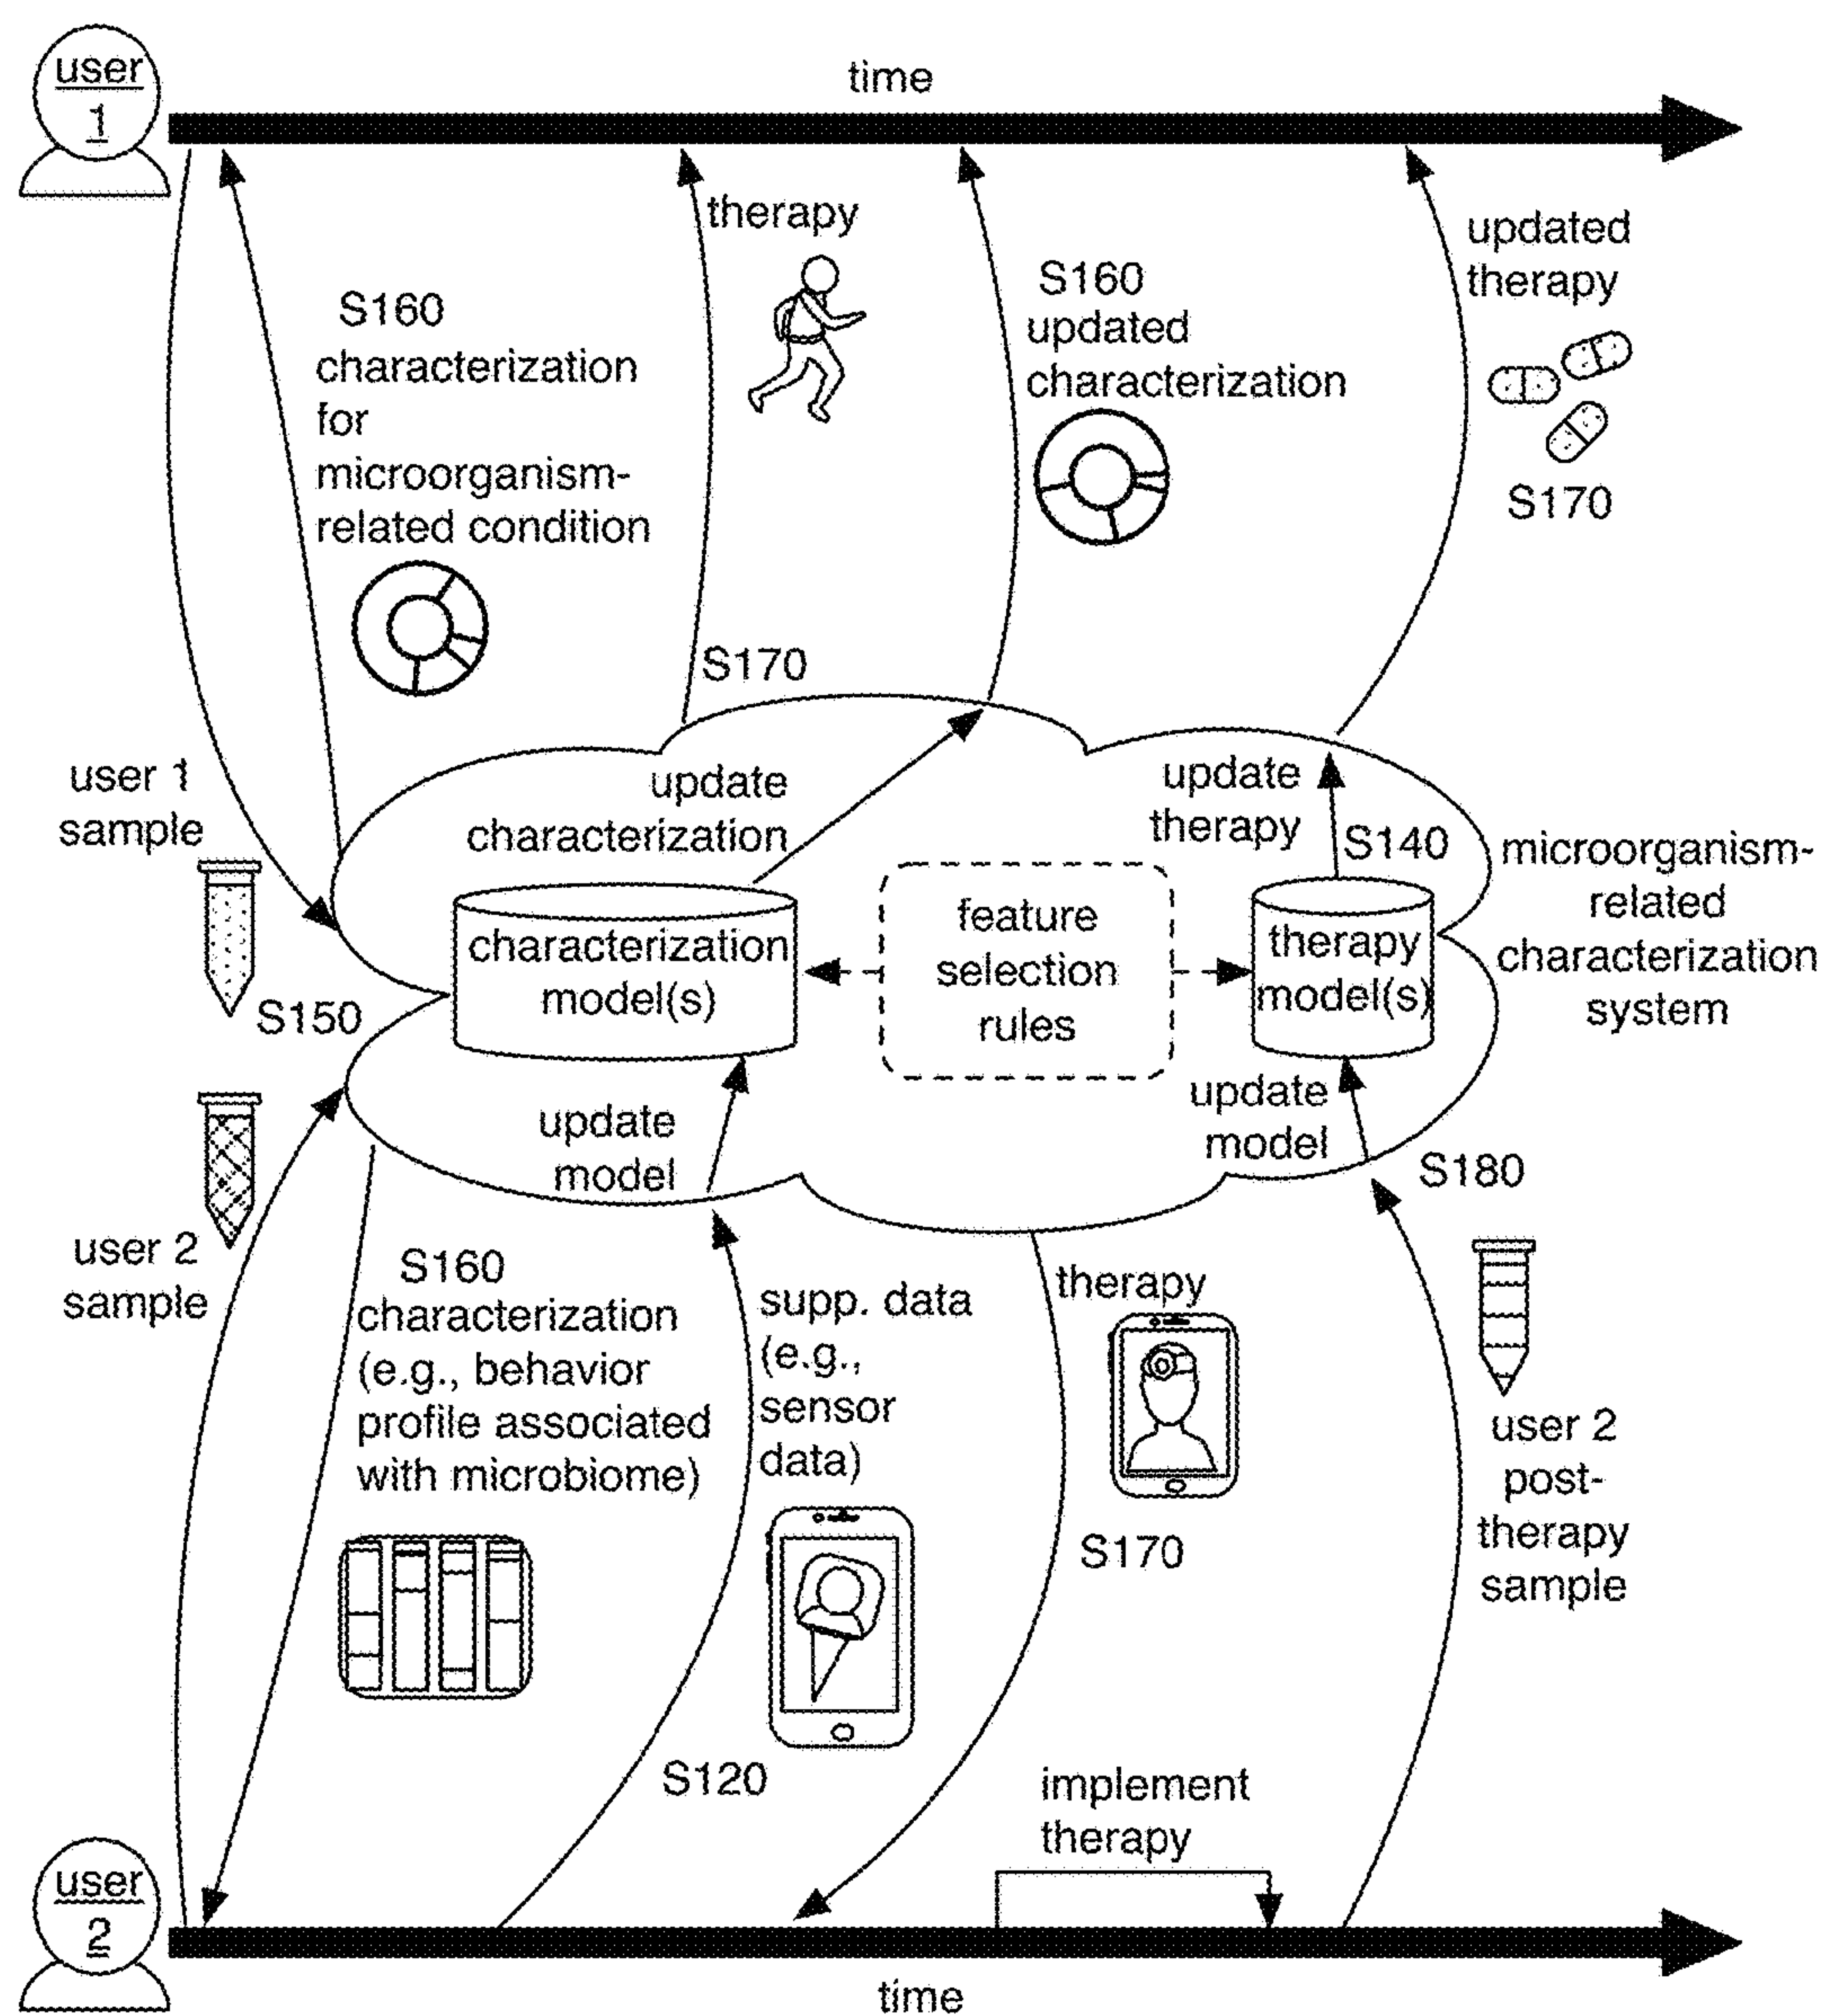 user
1
time
therapy
updated
therapy
S160
characterization
for
microorganism-
related condition
S160
updated
characterization
S170
S170
user 1
sample
update
characterization
update
therapy
S140
microorganism-
related
characterization
system
characterization
model(s)
feature
selection
rules
therapy
model(s)
S150
update
model
update
model
S180
user 2
sample
S160
characterization
(e.g., behavior
profile associated
with microbiome)
supp. data
(e.g.,
sensor
data)
therapy
user 2
post-
therapy
sample
S170
S120
implement
therapy
user
2
time